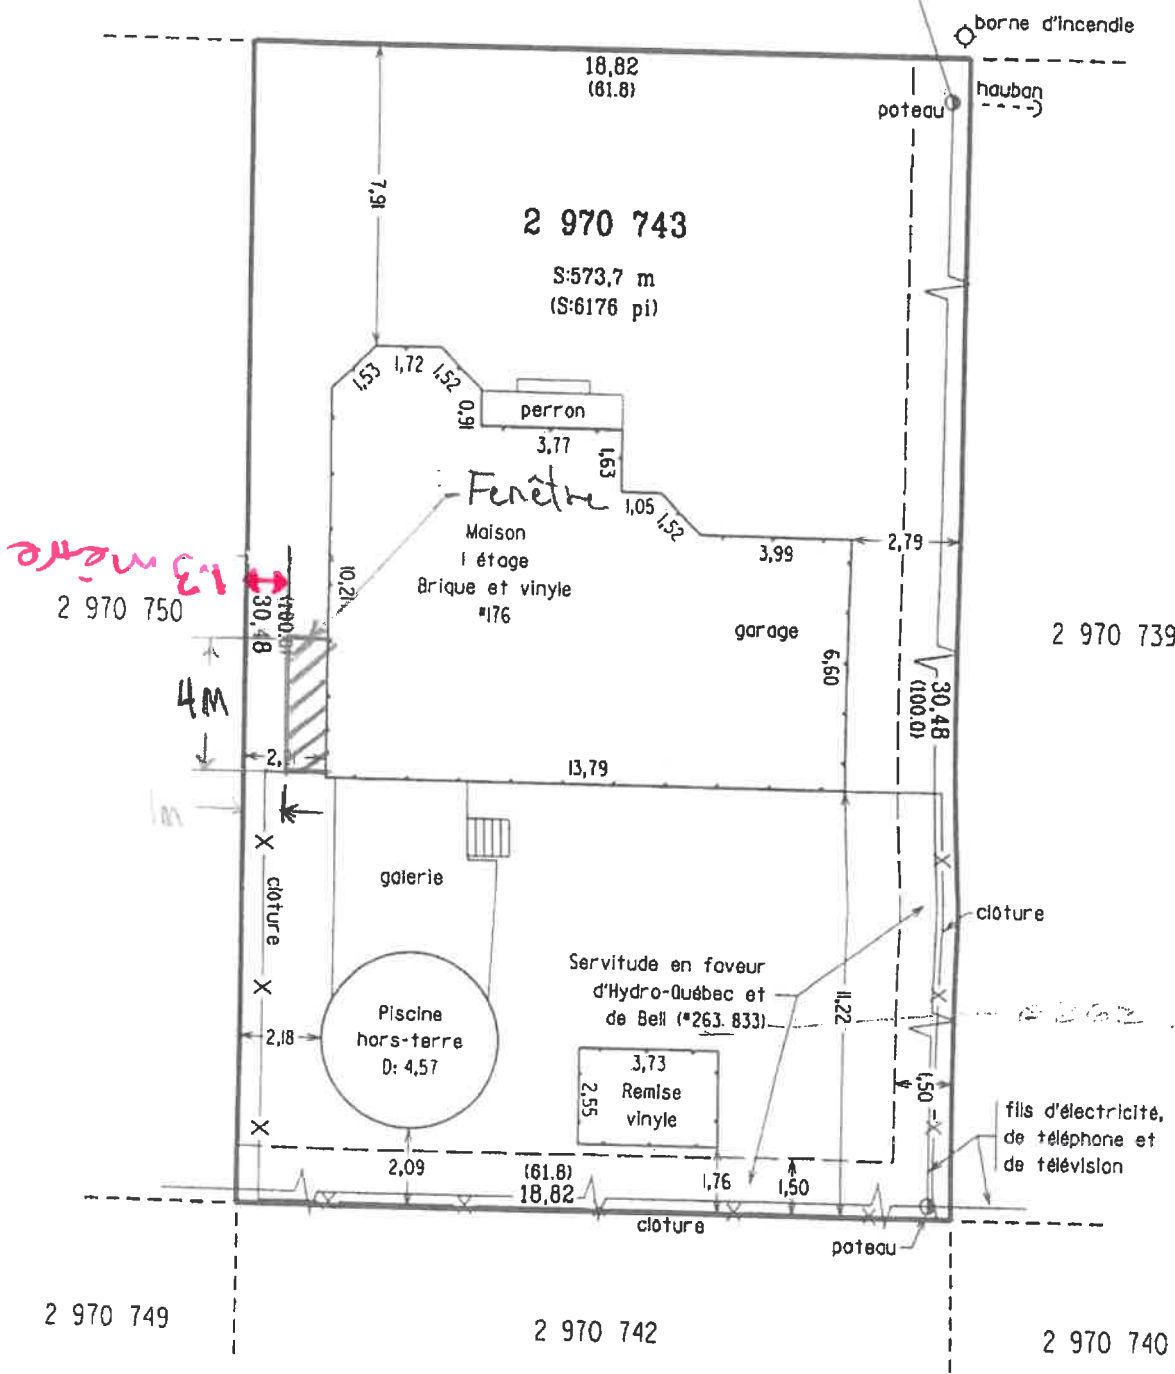 borne d'incendie
18,82
(61.8)
hauban
poteau
7,91
2 970 743
S:573,7 m
(S:6176 pi)
1,53
1,72
1,52
0,91
perron
3,77
1,63
Fenêtre
1,05
1,52
Maison
1 étage
Brique et vinyle
#176
3,99
2,79
1.3 mètre
10,21
2 970 750
30,48
garage
2 970 739
6,60
30,48
(100.0)
4M
13,79
1m
galerie
cloture
cloture
Servitude en faveur
d'Hydro-Québec et
de Bell (#263. 833)
11,22
Piscine
hors-terre
D: 4,57
2,18
3,73
2,55
Remise
vinyle
1,50
fils d'électricité,
de téléphone et
de télévision
2,09
(61.8)
18,82
1,76
1,50
cloture
poteau
2 970 749
2 970 742
2 970 740